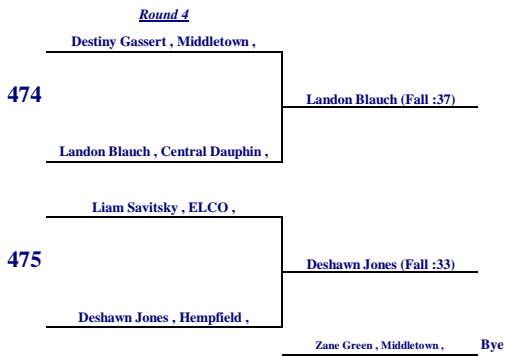 Round 4
Destiny Gassert , Middletown ,
474
Landon Blauch (Fall :37)
Landon Blauch , Central Dauphin ,
Liam Savitsky , ELCO ,
475
Deshawn Jones (Fall :33)
Deshawn Jones , Hempfield ,
Zane Green , Middletown , Bye